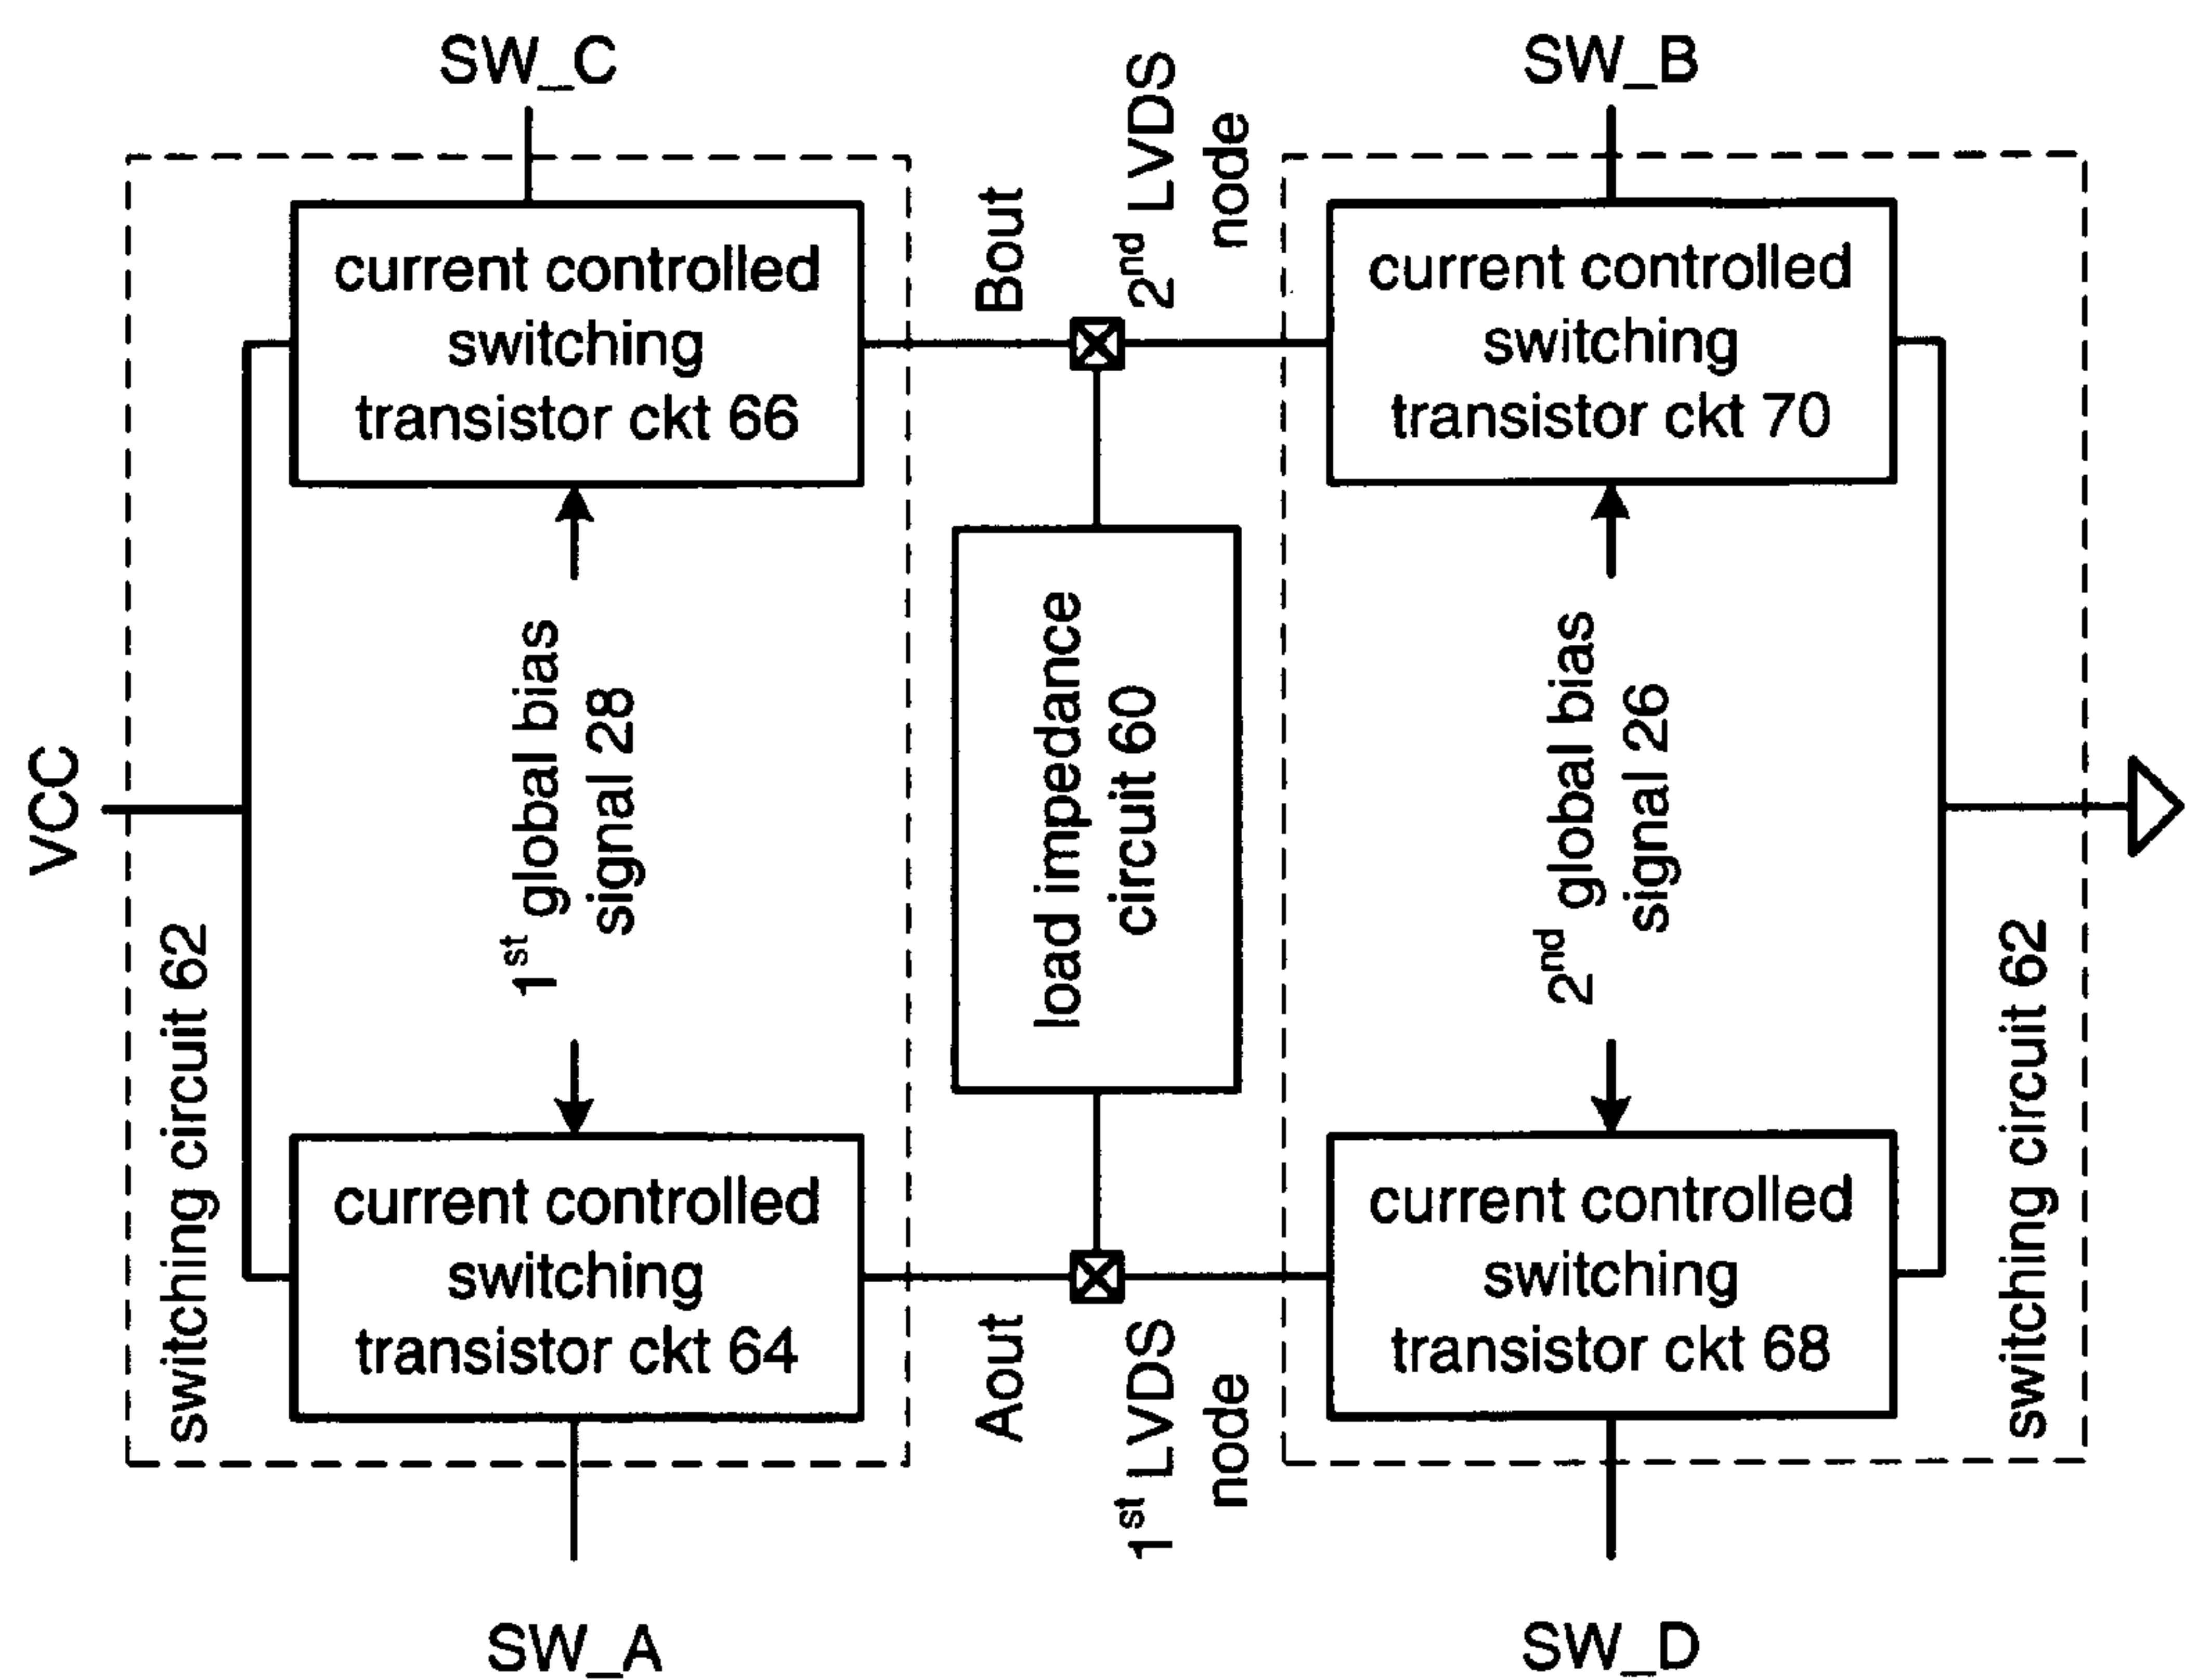 SW_C
SW_B
current controlled
switching
transistor ckt 66
Bout
2nd LVDS
node
current controlled
switching
transistor ckt 70
VCC
switching circuit 62
1st global bias
signal 28
load impedance
circuit 60
2nd global bias
signal 26
switching circuit 62
current controlled
switching
transistor ckt 64
Aout
1st LVDS
node
current controlled
switching
transistor ckt 68
SW_A
SW_D